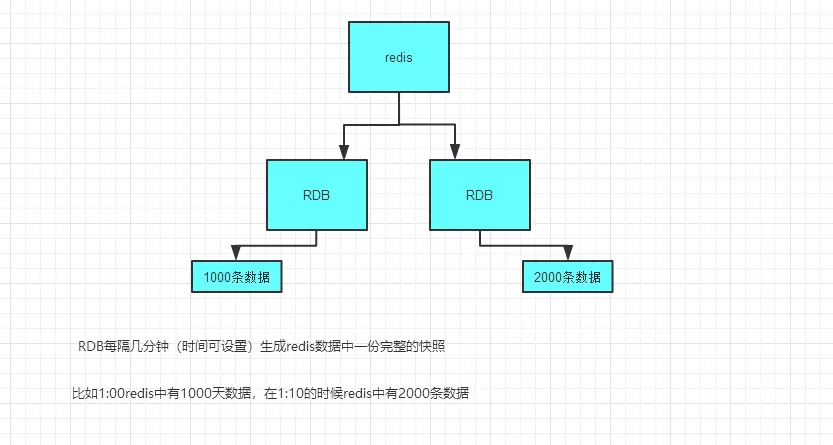 redis
RDB
RDB
1000条数据
2000条数据
RDB每隔几分钟（时间可设置）生成redis数据中一份完整的快照
比如1:00redis中有1000天数据，在1:10的时候redis中有2000条数据